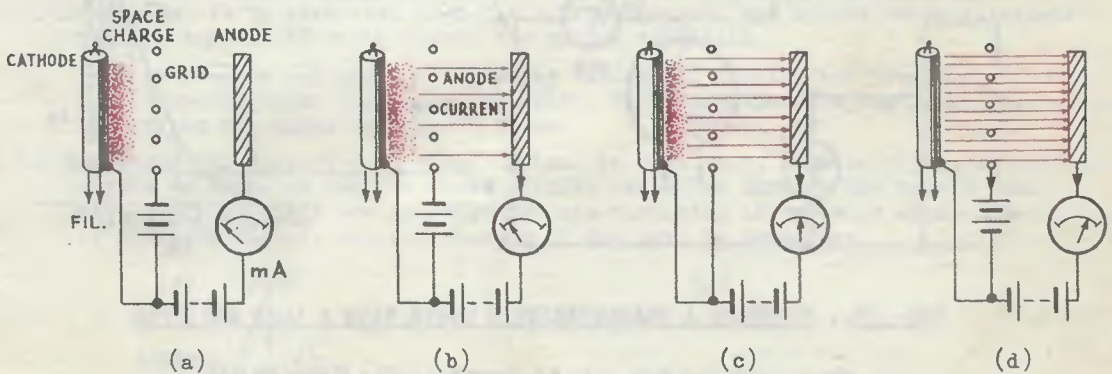 SPACE
CHARGE
ANODE
CATHODE
GRID
FIL.
mA
ANODE
CURRENT
(a)
(b)
(c)
(d)